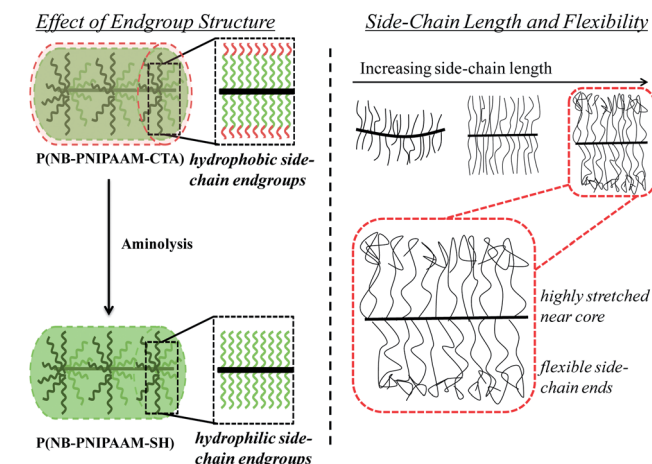 Effect of Endgroup Structure
P(NB-PNIPAAM-CTA)
hydrophobic side-
chain endgroups
Aminolysis
P(NB-PNIPAAM-SH)
hydrophilic side-
chain endgroups
Side-Chain Length and Flexibility
Increasing side-chain length
highly stretched
near core
flexible side-
chain ends